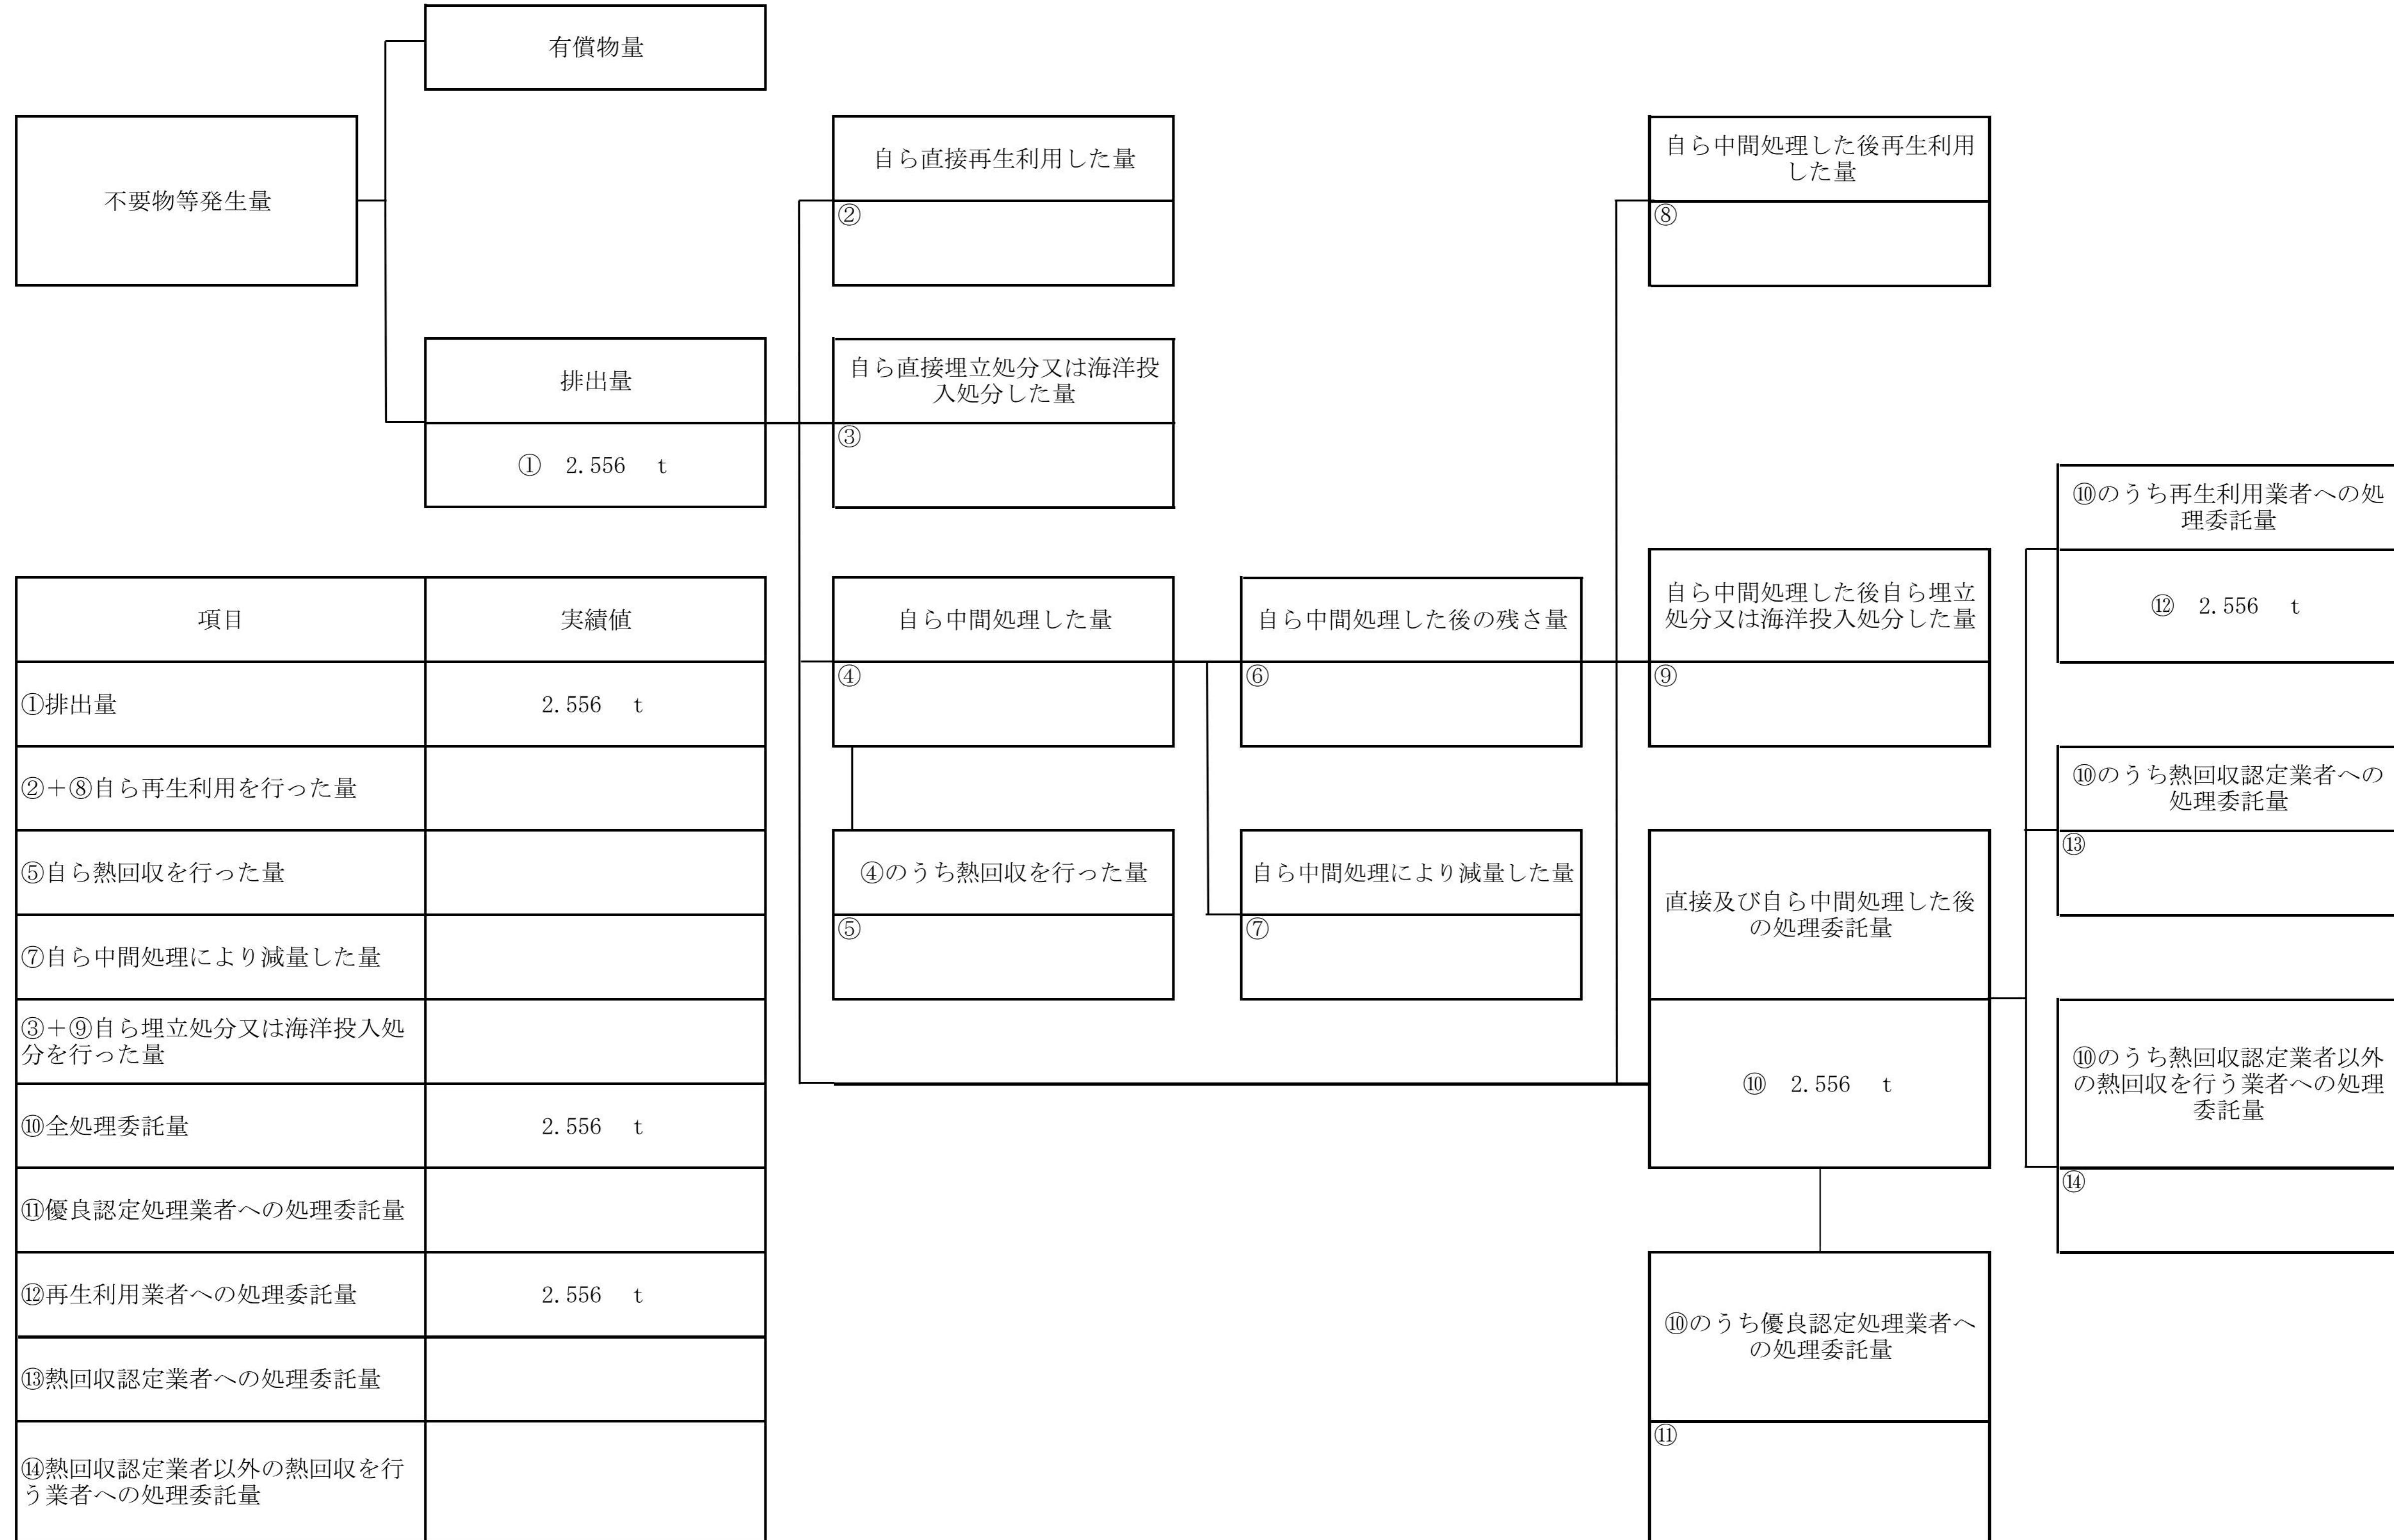 有償物量
不要物等発生量
自ら直接再生利用した量
②
自ら中間処理した後再生利用
した量
⑧
排出量
① 2.556 t
自ら直接埋立処分又は海洋投
入処分した量
③
⑩のうち再生利用業者への処
理委託量
⑫ 2.556 t
自ら中間処理した量
④
自ら中間処理した後の残さ量
⑥
自ら中間処理した後自ら埋立
処分又は海洋投入処分した量
⑨
⑩のうち熱回収認定業者への
処理委託量
⑬
④のうち熱回収を行った量
⑤
自ら中間処理により減量した量
⑦
直接及び自ら中間処理した後
の処理委託量
⑩ 2.556 t
⑩のうち熱回収認定業者以外
の熱回収を行う業者への処理
委託量
⑭
⑩のうち優良認定処理業者へ
の処理委託量
⑪
項目 実績値
①排出量 2.556 t
②+⑧自ら再生利用を行った量
⑤自ら熱回収を行った量
⑦自ら中間処理により減量した量
③+⑨自ら埋立処分又は海洋投入処
分を行った量
⑩全処理委託量 2.556 t
⑪優良認定処理業者への処理委託量
⑫再生利用業者への処理委託量 2.556 t
⑬熱回収認定業者への処理委託量
⑭熱回収認定業者以外の熱回収を行
う業者への処理委託量